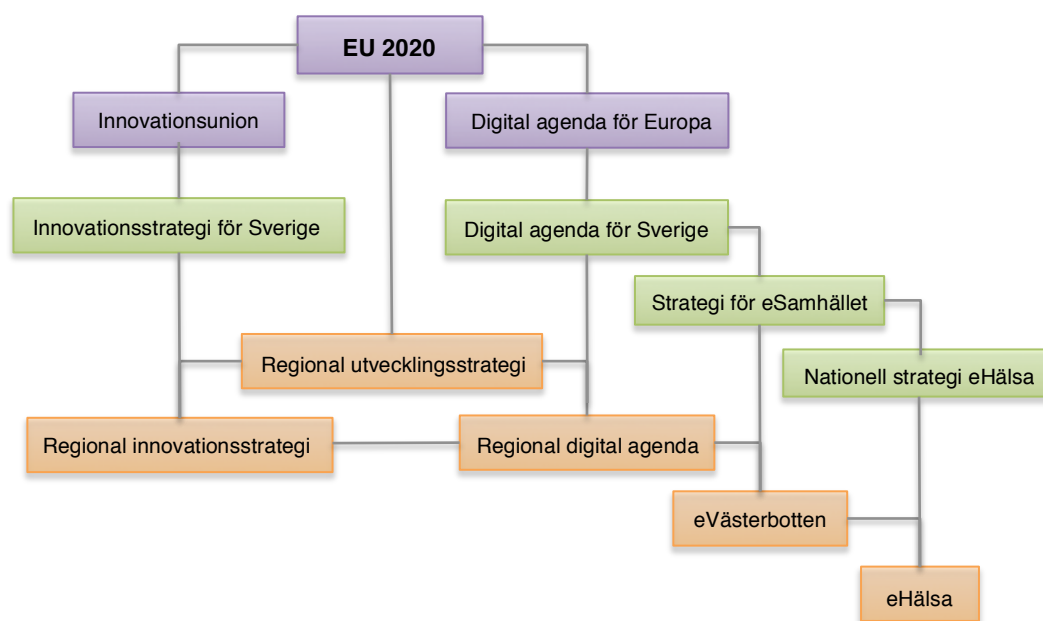 EU 2020
Innovationsunion
Digital agenda för Europa
Innovationsstrategi för Sverige
Digital agenda för Sverige
Strategi för eSamhället
Regional utvecklingsstrategi
Nationell strategi eHälsa
Regional innovationsstrategi
Regional digital agenda
eVästerbotten
eHälsa